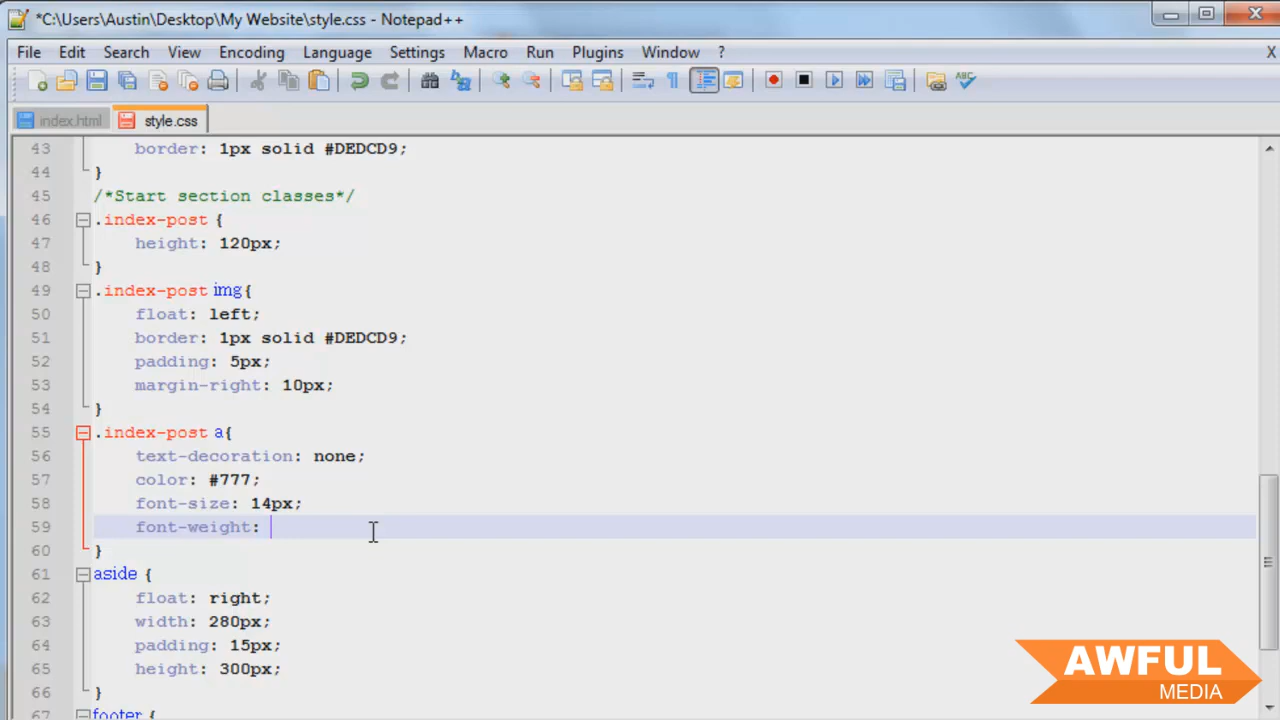 *C:\Users\Austin\Desktop\My Website\style.css - Notepad++
File Edit Search View Encoding Language Settings Macro Run Plugins Window ? X
index.html style.css
43 border: 1px solid #DEDCD9;
44 }
45 /*Start section classes*/
46 .index-post {
47 height: 120px;
48 }
49 .index-post img{
50 float: left;
51 border: 1px solid #DEDCD9;
52 padding: 5px;
53 margin-right: 10px;
54 }
55 .index-post a{
56 text-decoration: none;
57 color: #777;
58 font-size: 14px;
59 font-weight:
60 }
61 aside {
62 float: right;
63 width: 280px;
64 padding: 15px;
65 height: 300px;
66 }
67 footer {
AWFUL
MEDIA